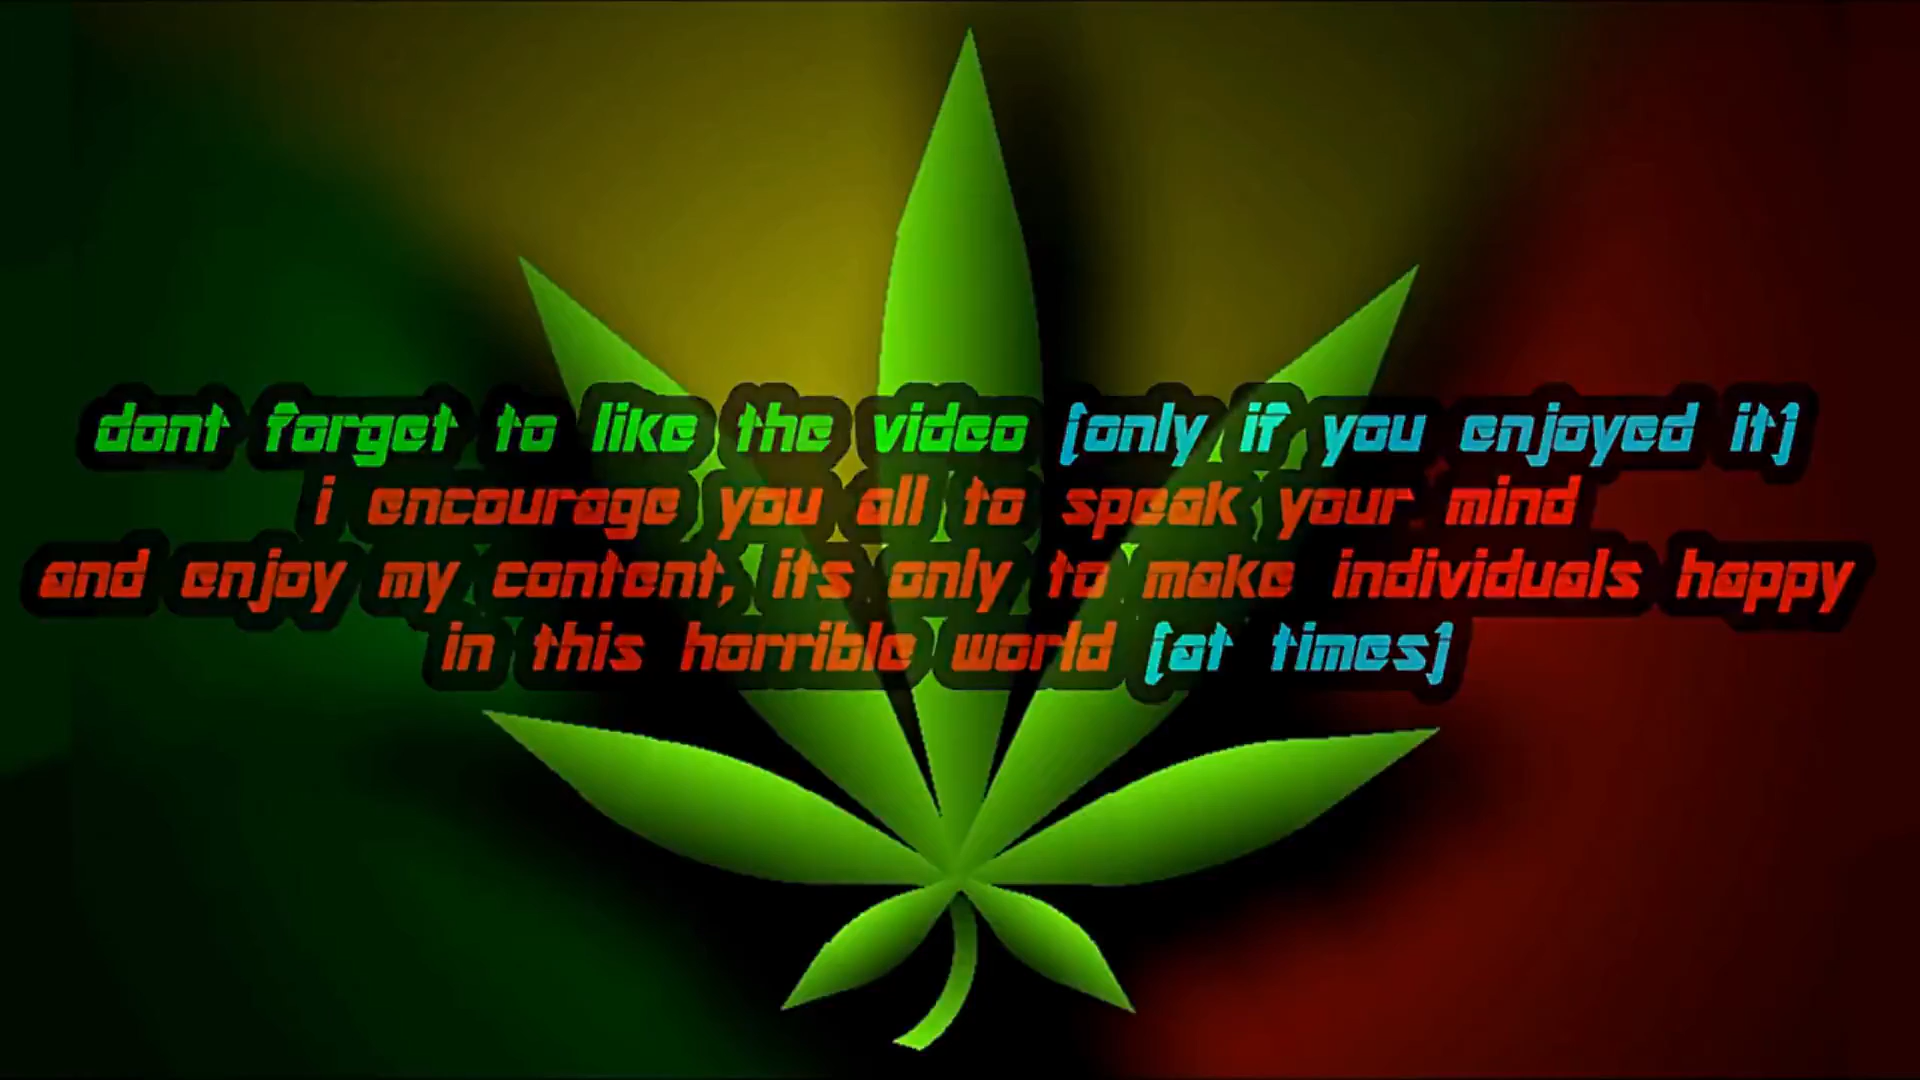 dont forget to like the video (only if you enjoyed it)
i encourage you all to speak your mind
and enjoy my content, its only to make individuals happy
in this horrible world (at times)